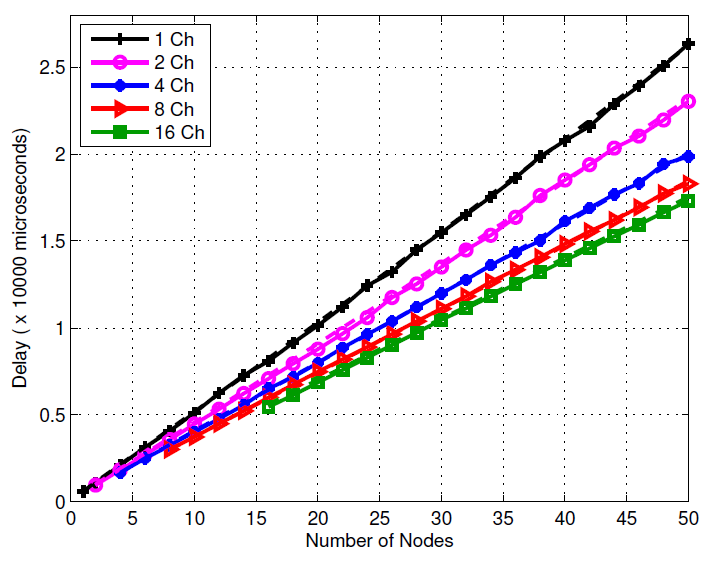 1 Ch
2 Ch
4 Ch
8 Ch
16 Ch
2.5
2
1.5
1
0.5
0
Delay ( x 10000 microseconds)
0 5 10 15 20 25 30 35 40 45 50
Number of Nodes